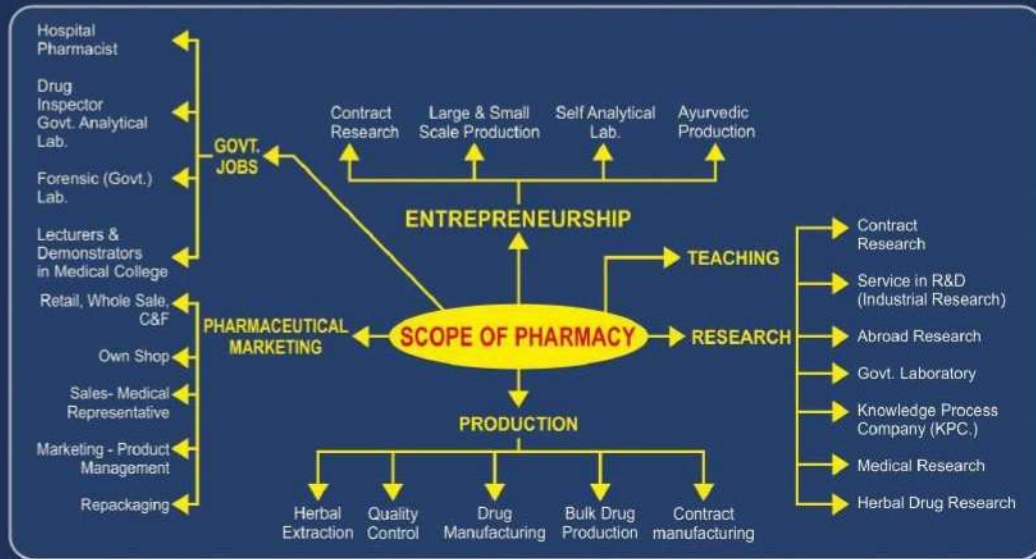 Hospital
Pharmacist
Drug
Inspector
Govt. Analytical
Lab.
Forensic (Govt.)
Lab.
Lecturers &
Demonstrators
in Medical College
GOVT.
JOBS
Contract
Research
Large & Small
Scale Production
Self Analytical
Lab.
Ayurvedic
Production
ENTREPRENEURSHIP
TEACHING
SCOPE OF PHARMACY
RESEARCH
Contract
Research
Service in R&D
(Industrial Research)
Abroad Research
Govt. Laboratory
Knowledge Process
Company (KPC.)
Medical Research
Herbal Drug Research
PHARMACEUTICAL
MARKETING
Retail, Whole Sale,
C&F
Own Shop
Sales- Medical
Representative
Marketing - Product
Management
Repackaging
PRODUCTION
Herbal
Extraction
Quality
Control
Drug
Manufacturing
Bulk Drug
Production
Contract
manufacturing